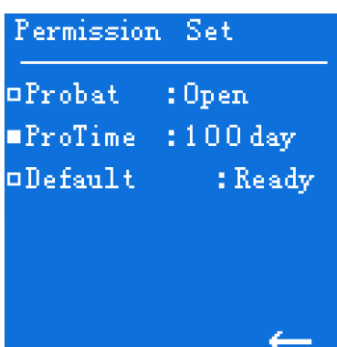 Permission Set
Probat :Open
ProTime :100 day
Default :Ready